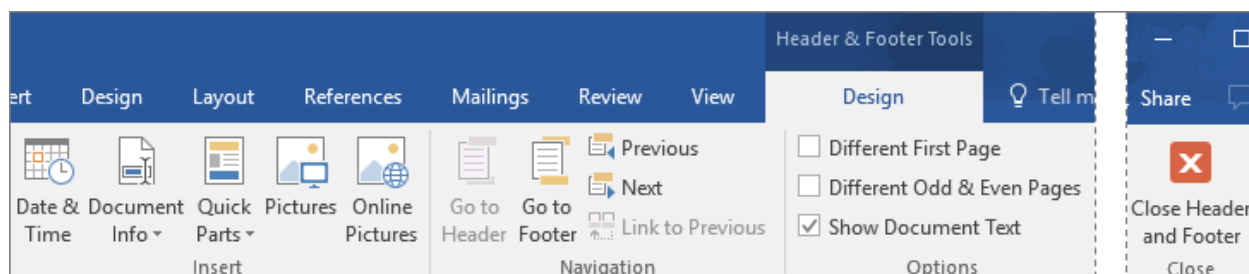 Header & Footer Tools
ert Design Layout References Mailings Review View Design Tell m Share
Date & Time
Document Info
Quick Parts
Pictures
Online Pictures
Insert
Go to Header
Go to Footer
Previous
Next
Link to Previous
Navigation
Different First Page
Different Odd & Even Pages
Show Document Text
Options
Close Header
and Footer
Close